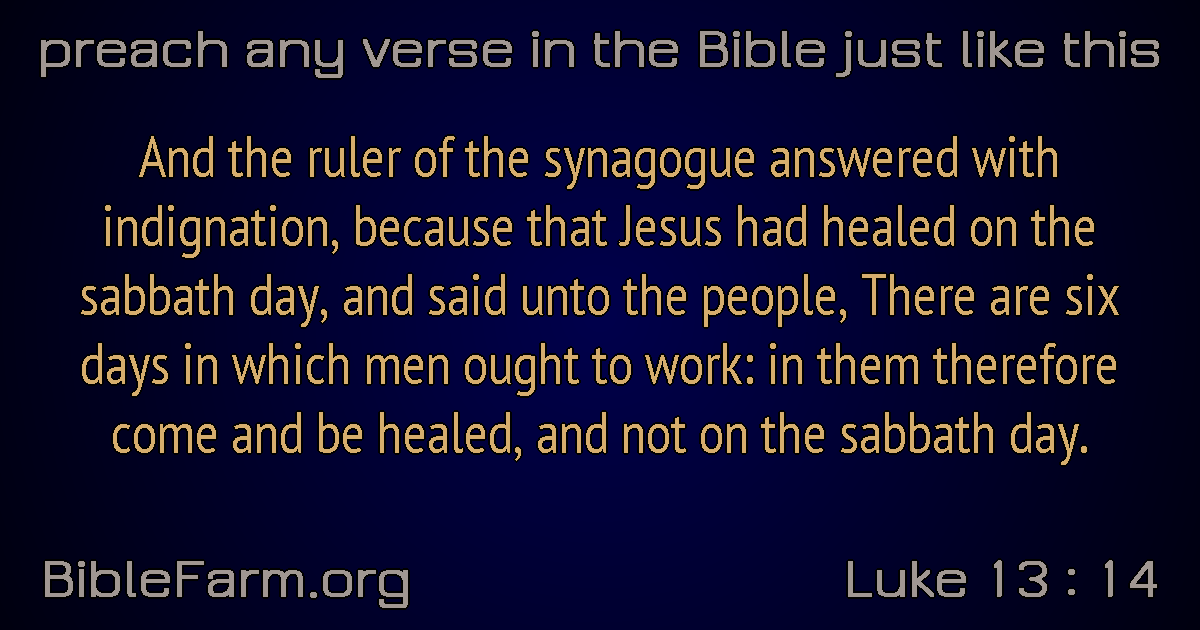 preach any verse in the Bible just like this
And the ruler of the synagogue answered with
indignation, because that Jesus had healed on the
sabbath day, and said unto the people, There are six
days in which men ought to work: in them therefore
come and be healed, and not on the sabbath day.
BibleFarm.org
Luke 13 : 14